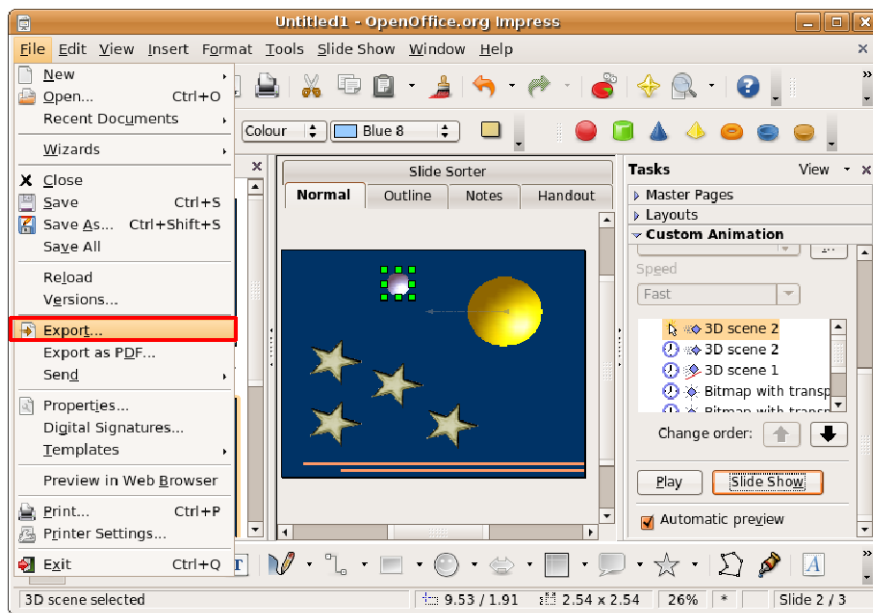 Untitled1 - OpenOffice.org Impress
File Edit View Insert Format Tools Slide Show Window Help
New
Open... Ctrl+O
Recent Documents
Wizards
Close
Save Ctrl+S
Save As... Ctrl+Shift+S
Save All
Reload
Versions...
Export...
Export as PDF...
Send
Properties...
Digital Signatures...
Templates
Preview in Web Browser
Print... Ctrl+P
Printer Settings...
Exit Ctrl+Q
Colour Blue 8
Slide Sorter
Normal Outline Notes Handout
Tasks View
Master Pages
Layouts
Custom Animation
Speed
Fast
3D scene 2
3D scene 2
3D scene 1
Bitmap with transp
Bitmap with transp
Change order:
Play Slide Show
Automatic preview
T A
3D scene selected 9.53 / 1.91 2.54 x 2.54 26% * Slide 2 / 3